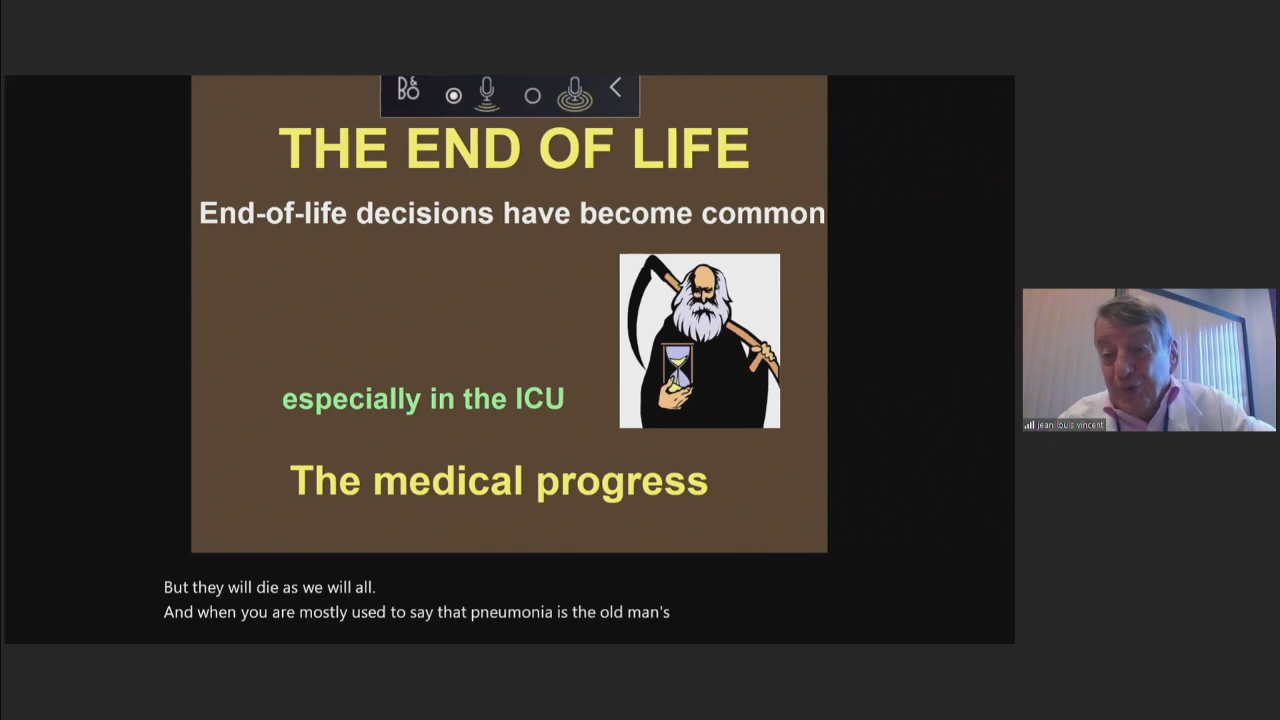 B&O
THE END OF LIFE
End-of-life decisions have become common
especially in the ICU
The medical progress
jean louis vincent
But they will die as we will all.
And when you are mostly used to say that pneumonia is the old man's